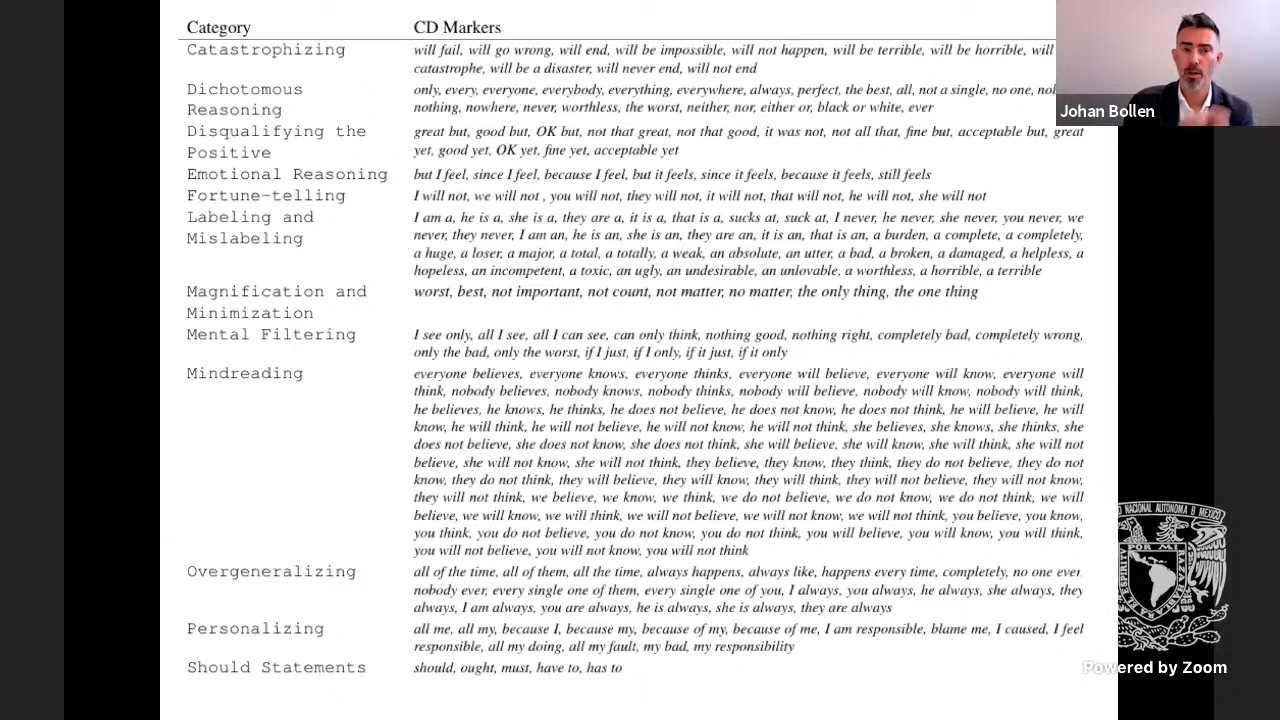 Category CD Markers
Catastrophizing will fail, will go wrong, will end, will be impossible, will not happen, will be terrible, will be horrible, will
catastrophe, will be a disaster, will never end, will not end
Dichotomous only, every, everyone, everybody, everything, everywhere, always, perfect, the best, all, not a single, no one,
Reasoning nothing, nowhere, never, worthless, the worst, neither, nor, either or, black or white, ever
Disqualifying the great but, good but, OK but, not that great, not that good, it was not, not all that, fine but, acceptable but, great
Positive yet, good yet, OK yet, fine yet, acceptable yet
Emotional Reasoning but I feel, since I feel, because I feel, but it feels, since it feels, because it feels, still feels
Fortune-telling I will not, we will not , you will not, they will not, it will not, that will not, he will not, she will not
Labeling and I am a, he is a, she is a, they are a, it is a, that is a, sucks at, suck at, I never, he never, she never, you never, we
Mislabeling never, they never, I am an, he is an, she is an, they are an, it is an, that is an, a burden, a complete, a completely,
a huge, a loser, a major, a total, a totally, a weak, an absolute, an utter, a bad, a broken, a damaged, a helpless, a
hopeless, an incompetent, a toxic, an ugly, an undesirable, an unlovable, a worthless, a horrible, a terrible
Magnification and worst, best, not important, not count, not matter, no matter, the only thing, the one thing
Minimization
Mental Filtering I see only, all I see, all I can see, can only think, nothing good, nothing right, completely bad, completely wrong,
only the bad, only the worst, if I just, if I only, if it just, if it only
Mindreading everyone believes, everyone knows, everyone thinks, everyone will believe, everyone will know, everyone will
think, nobody believes, nobody knows, nobody thinks, nobody will believe, nobody will know, nobody will think,
he believes, he knows, he thinks, he does not believe, he does not know, he does not think, he will believe, he will
know, he will think, he will not believe, he will not know, he will not think, she believes, she knows, she thinks, she
does not believe, she does not know, she does not think, she will believe, she will know, she will think, she will not
believe, she will not know, she will not think, they believe, they know, they think, they do not believe, they do not
know, they do not think, they will believe, they will know, they will think, they will not believe, they will not know,
they will not think, we believe, we know, we think, we do not believe, we do not know, we do not think, we will
believe, we will know, we will think, we will not believe, we will not know, we will not think, you believe, you know,
you think, you do not believe, you do not know, you do not think, you will believe, you will know, you will think,
you will not believe, you will not know, you will not think
Overgeneralizing all of the time, all of them, all the time, always happens, always like, happens every time, completely, no one ever
nobody ever, every single one of them, every single one of you, I always, you always, he always, she always, they
always, I am always, you are always, he is always, she is always, they are always
Personalizing all me, all my, because I, because my, because of my, because of me, I am responsible, blame me, I caused, I feel
responsible, all my doing, all my fault, my bad, my responsibility
Should Statements should, ought, must, have to, has to
Johan Bollen
NACIONAL AUTONOMA
POR MI
Powered by Zoom